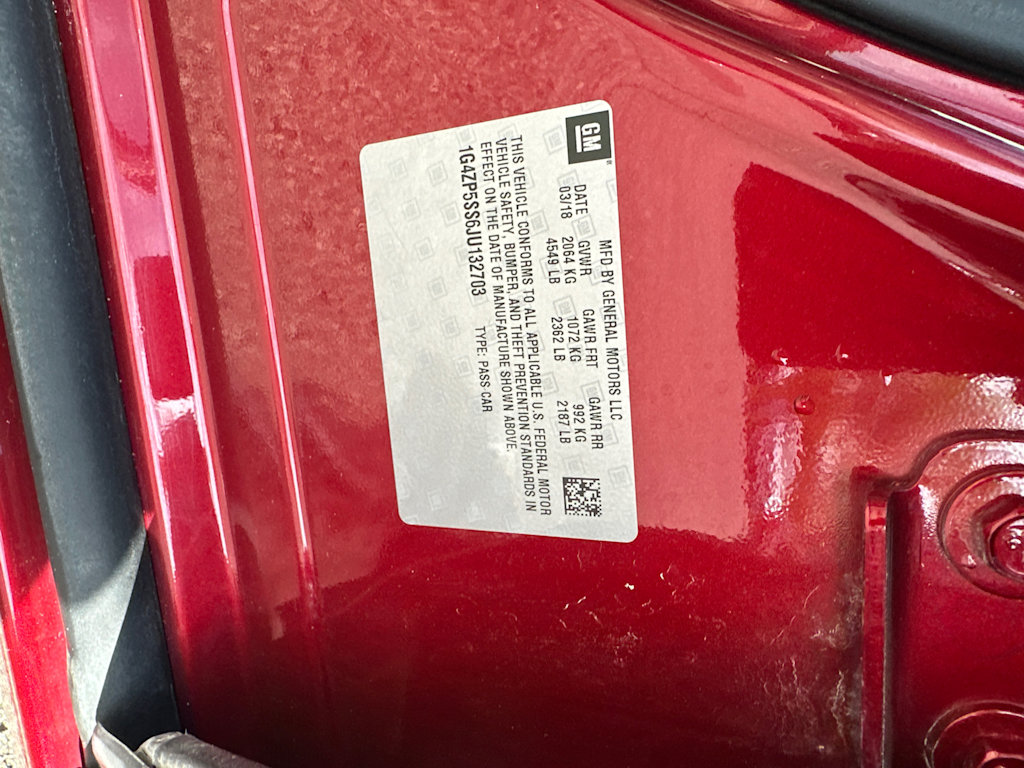 GM
MFD BY GENERAL MOTORS LLC
DATE GVWR GAWR FRT GAWR RR
03/18 2064 KG 1072 KG 992 KG
4549 LB 2362 LB 2187 LB
THIS VEHICLE CONFORMS TO ALL APPLICABLE U.S. FEDERAL MOTOR
VEHICLE SAFETY, BUMPER, AND THEFT PREVENTION STANDARDS IN
EFFECT ON THE DATE OF MANUFACTURE SHOWN ABOVE.
1G4ZP5SS6JU132703 TYPE: PASS CAR